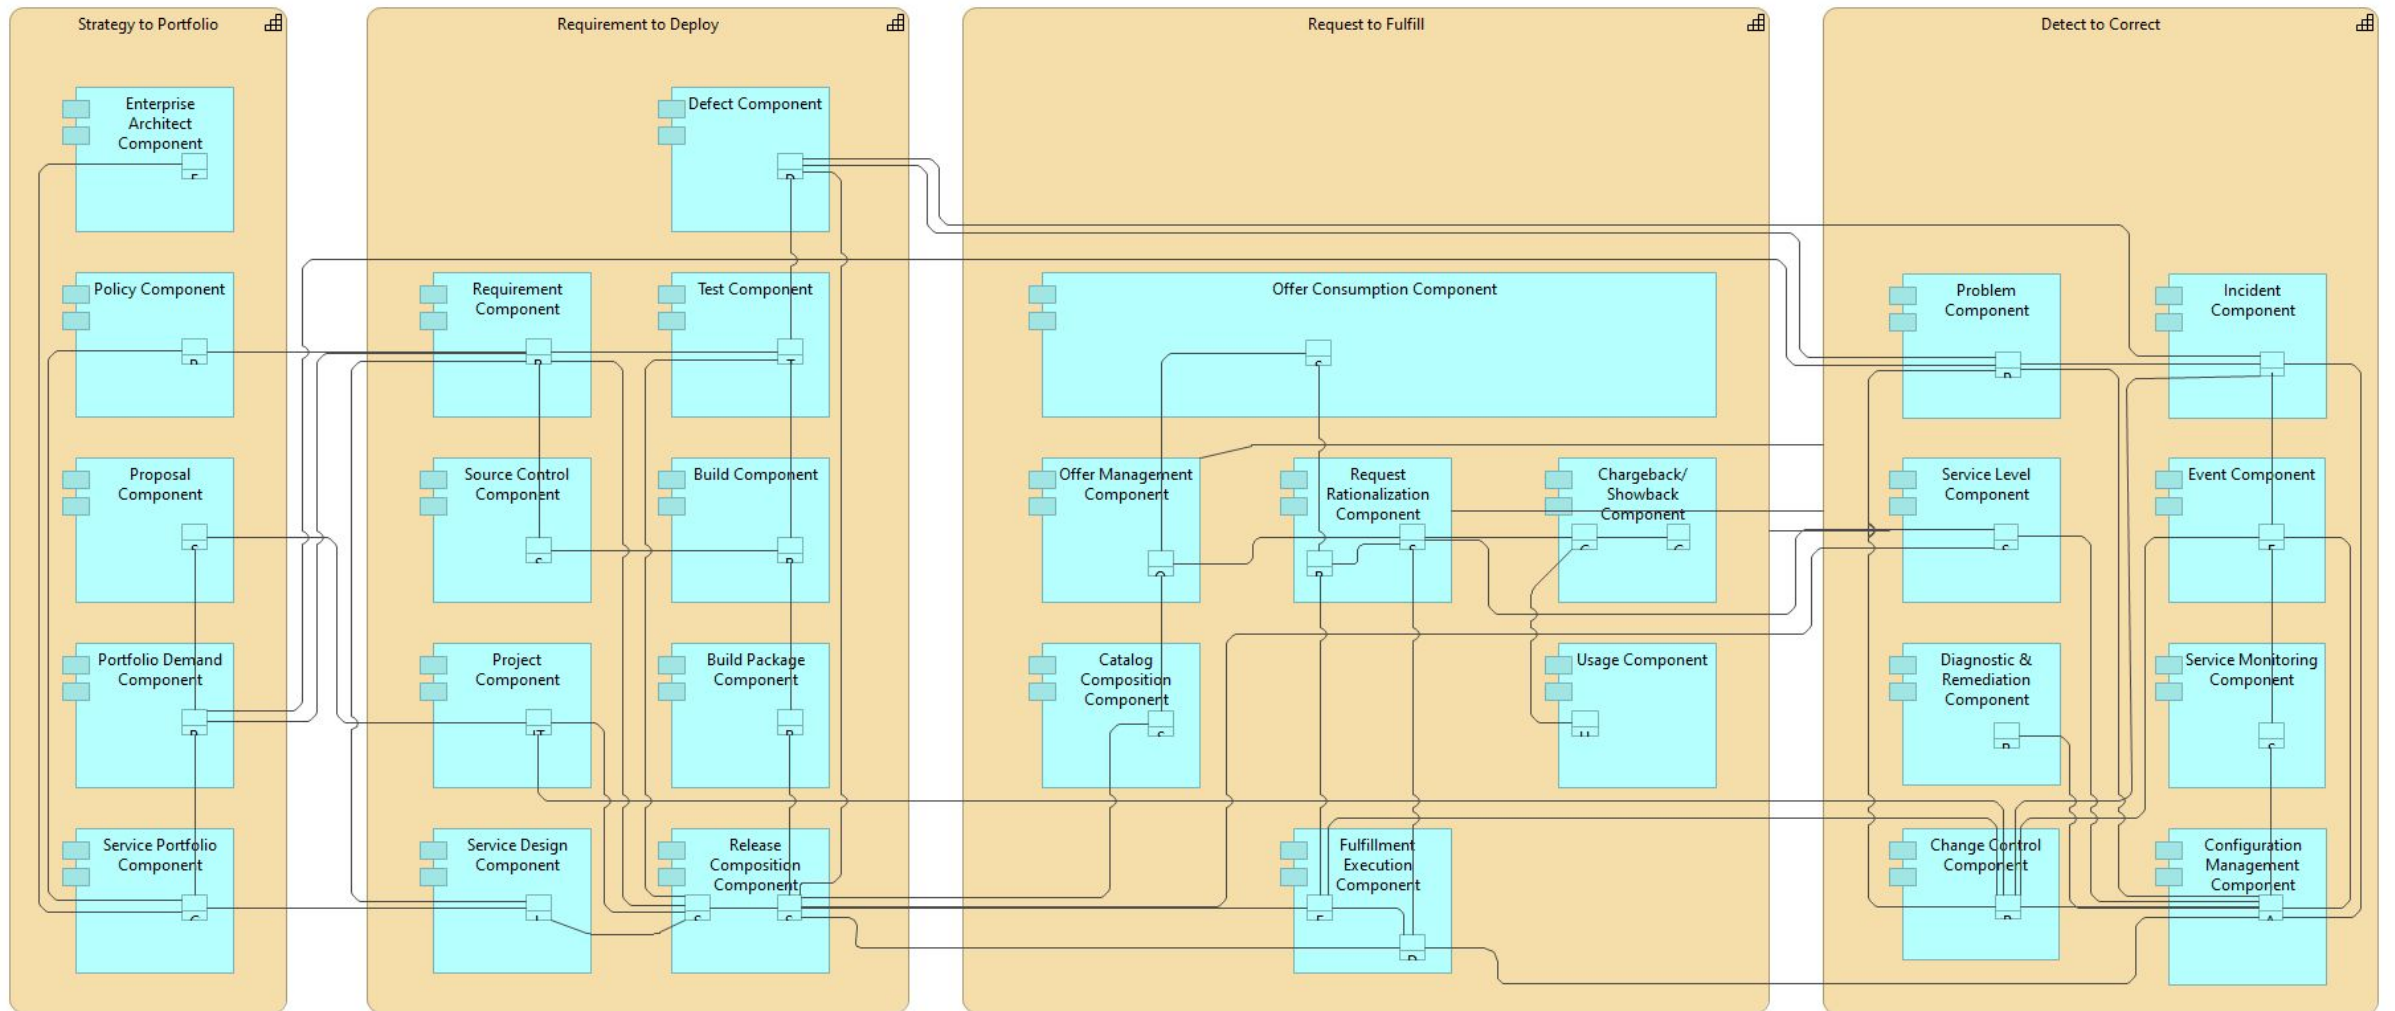 Strategy to Portfolio
Enterprise
Architect
Component
Policy Component
Proposal
Component
Portfolio Demand
Component
Service Portfolio
Component
Requirement to Deploy
Defect Component
Requirement
Component
Test Component
Source Control
Component
Build Component
Project
Component
Build Package
Component
Service Design
Component
Release
Composition
Component
Request to Fulfill
Offer Consumption Component
Offer Management
Component
Request
Rationalization
Component
Chargeback/
Showback
Component
Catalog
Composition
Component
Usage Component
Fulfillment
Execution
Component
Detect to Correct
Problem
Component
Incident
Component
Service Level
Component
Event Component
Diagnostic &
Remediation
Component
Service Monitoring
Component
Change Control
Component
Configuration
Management
Component